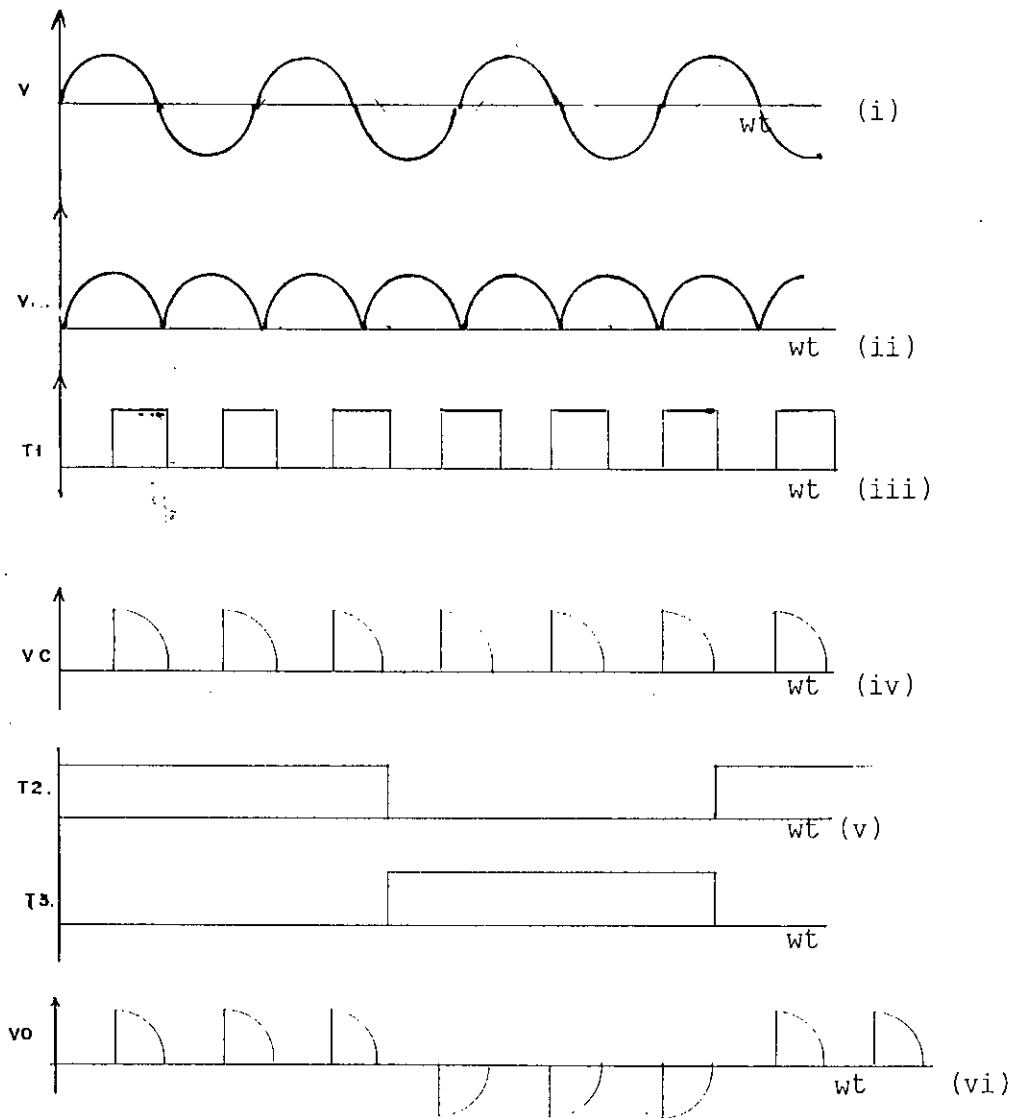 V
wt (i)
V...
wt (ii)
T1
wt (iii)
VC
wt (iv)
T2.
wt (v)
T3.
wt
VO
wt (vi)